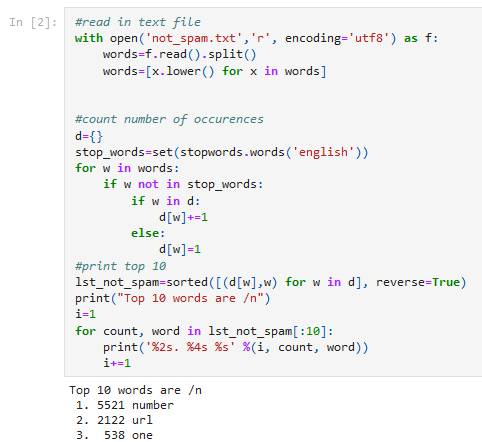 In [2]:
#read in text file
with open('not_spam.txt','r', encoding='utf8') as f:
    words=f.read().split()
    words=[x.lower() for x in words]
#count number of occurences
d={}
stop_words=set(stopwords.words('english'))
for w in words:
    if w not in stop_words:
        if w in d:
            d[w]+=1
        else:
            d[w]=1
#print top 10
lst_not_spam=sorted([(d[w],w) for w in d], reverse=True)
print("Top 10 words are /n")
i=1
for count, word in lst_not_spam[:10]:
    print('%2s. %4s %s' %(i, count, word))
    i+=1
Top 10 words are /n
 1. 5521 number
 2. 2122 url
 3.  538 one